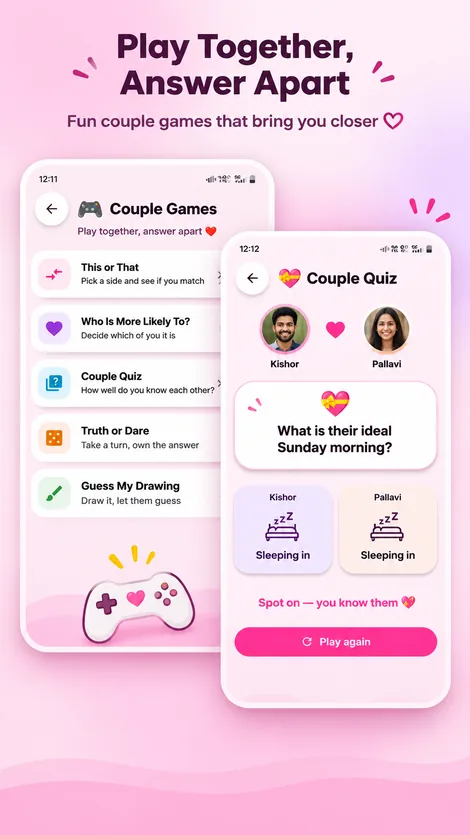 Play Together,
Answer Apart
Fun couple games that bring you closer
12:11
Couple Games
Play together, answer apart
This or That
Pick a side and see if you match
Who Is More Likely To?
Decide which of you it is
Couple Quiz
How well do you know each other?
Truth or Dare
Take a turn, own the answer
Guess My Drawing
Draw it, let them guess
12:12
Couple Quiz
Kishor
Pallavi
What is their ideal
Sunday morning?
Kishor
zzZ
Sleeping in
Pallavi
zzZ
Sleeping in
Spot on — you know them
Play again